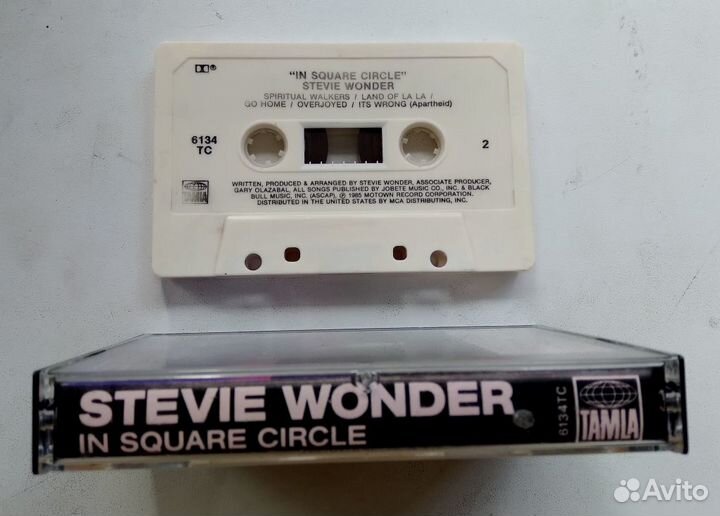 "IN SQUARE CIRCLE"
STEVIE WONDER
SPIRITUAL WALKERS / LAND OF LA LA /
GO HOME / OVERJOYED / ITS WRONG (Apartheid)
6134
TC
2
TAMLA
WRITTEN, PRODUCED & ARRANGED BY STEVIE WONDER, ASSOCIATE PRODUCER,
GARY OLAZABAL, ALL SONGS PUBLISHED BY JOBETE MUSIC CO., INC. & BLACK
BULL MUSIC, INC. (ASCAP), ℗ 1985 MOTOWN RECORD CORPORATION.
DISTRIBUTED IN THE UNITED STATES BY MCA DISTRIBUTING, INC.
STEVIE WONDER
IN SQUARE CIRCLE
6134TC
TAMLA
Avito